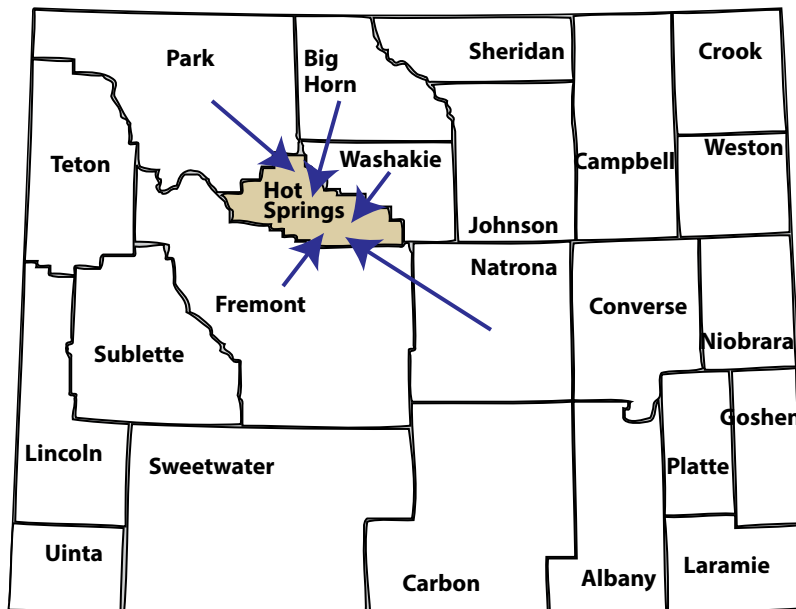 Park
Big
Horn
Sheridan
Crook
Teton
Washakie
Campbell
Weston
Hot
Springs
Johnson
Natrona
Fremont
Converse
Niobrara
Sublette
Goshen
Lincoln
Sweetwater
Platte
Uinta
Carbon
Albany
Laramie